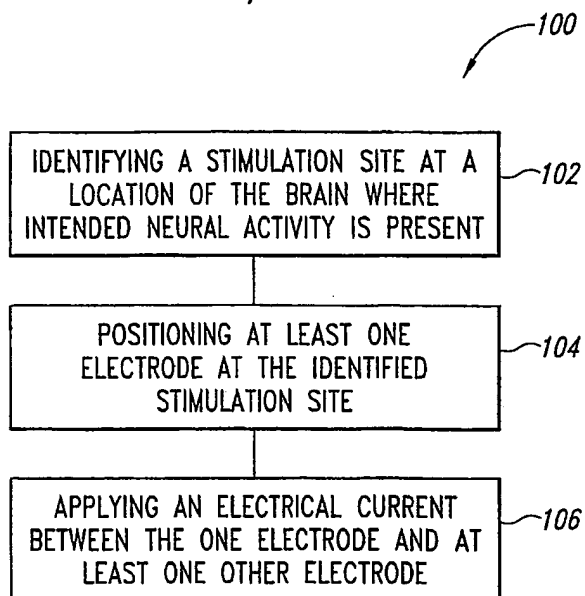 100
IDENTIFYING A STIMULATION SITE AT A
LOCATION OF THE BRAIN WHERE
INTENDED NEURAL ACTIVITY IS PRESENT
102
POSITIONING AT LEAST ONE
ELECTRODE AT THE IDENTIFIED
STIMULATION SITE
104
APPLYING AN ELECTRICAL CURRENT
BETWEEN THE ONE ELECTRODE AND AT
LEAST ONE OTHER ELECTRODE
106